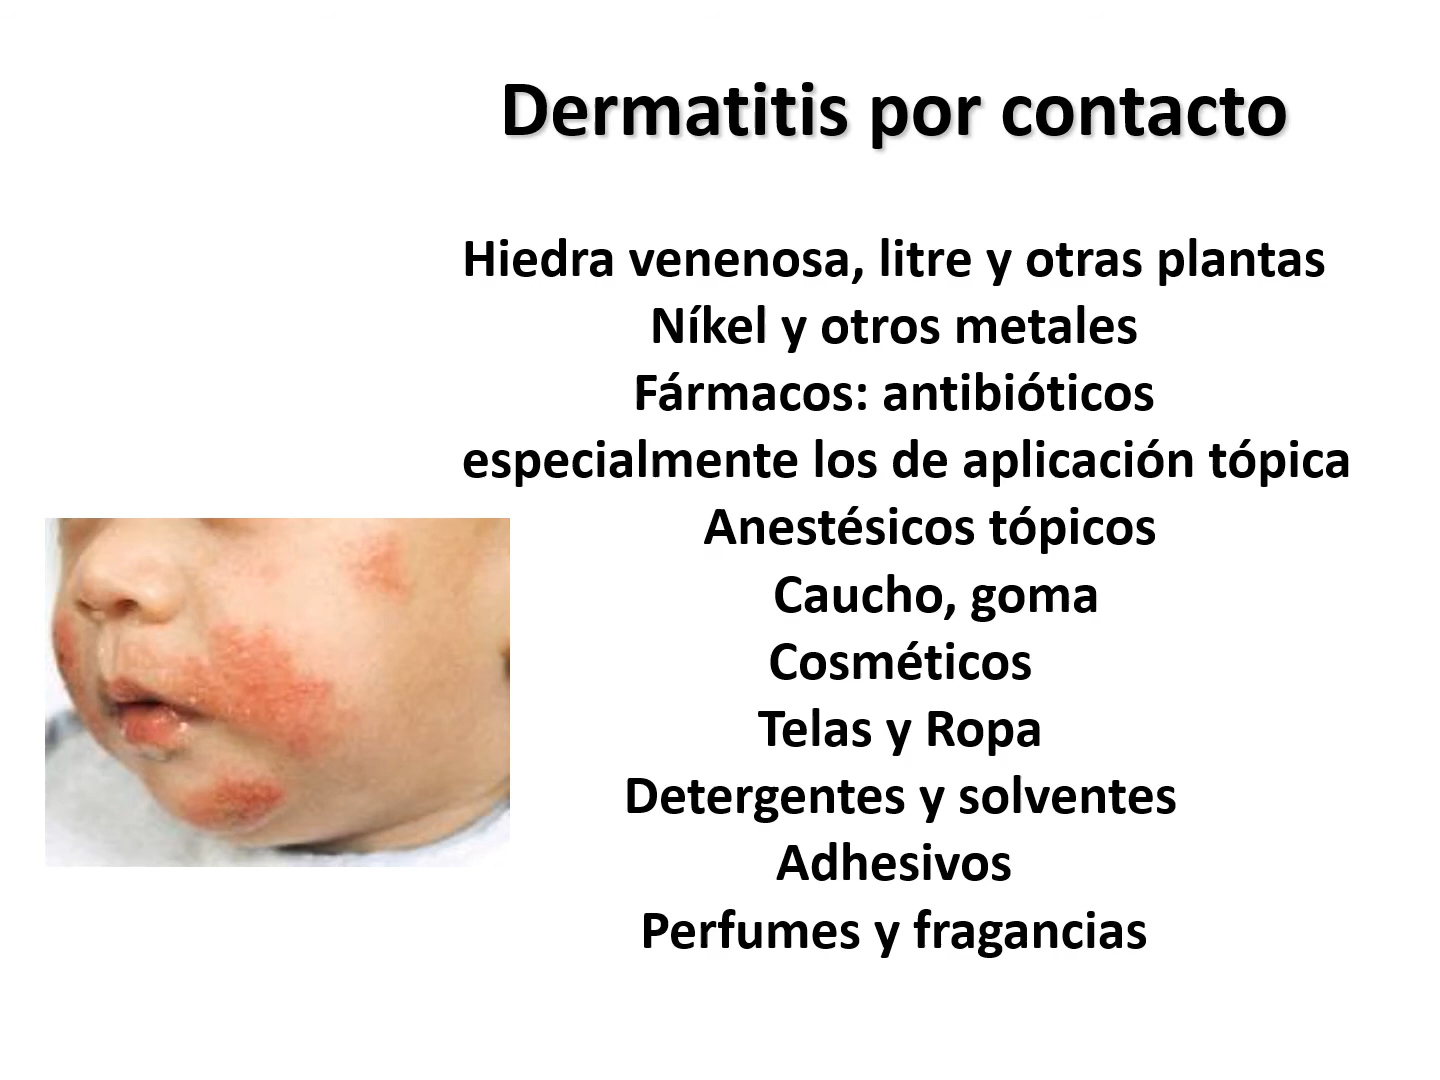 Dermatitis por contacto
Hiedra venenosa, litre y otras plantas
Níkel y otros metales
Fármacos: antibióticos
especialmente los de aplicación tópica
Anestésicos tópicos
Caucho, goma
Cosméticos
Telas y Ropa
Detergentes y solventes
Adhesivos
Perfumes y fragancias